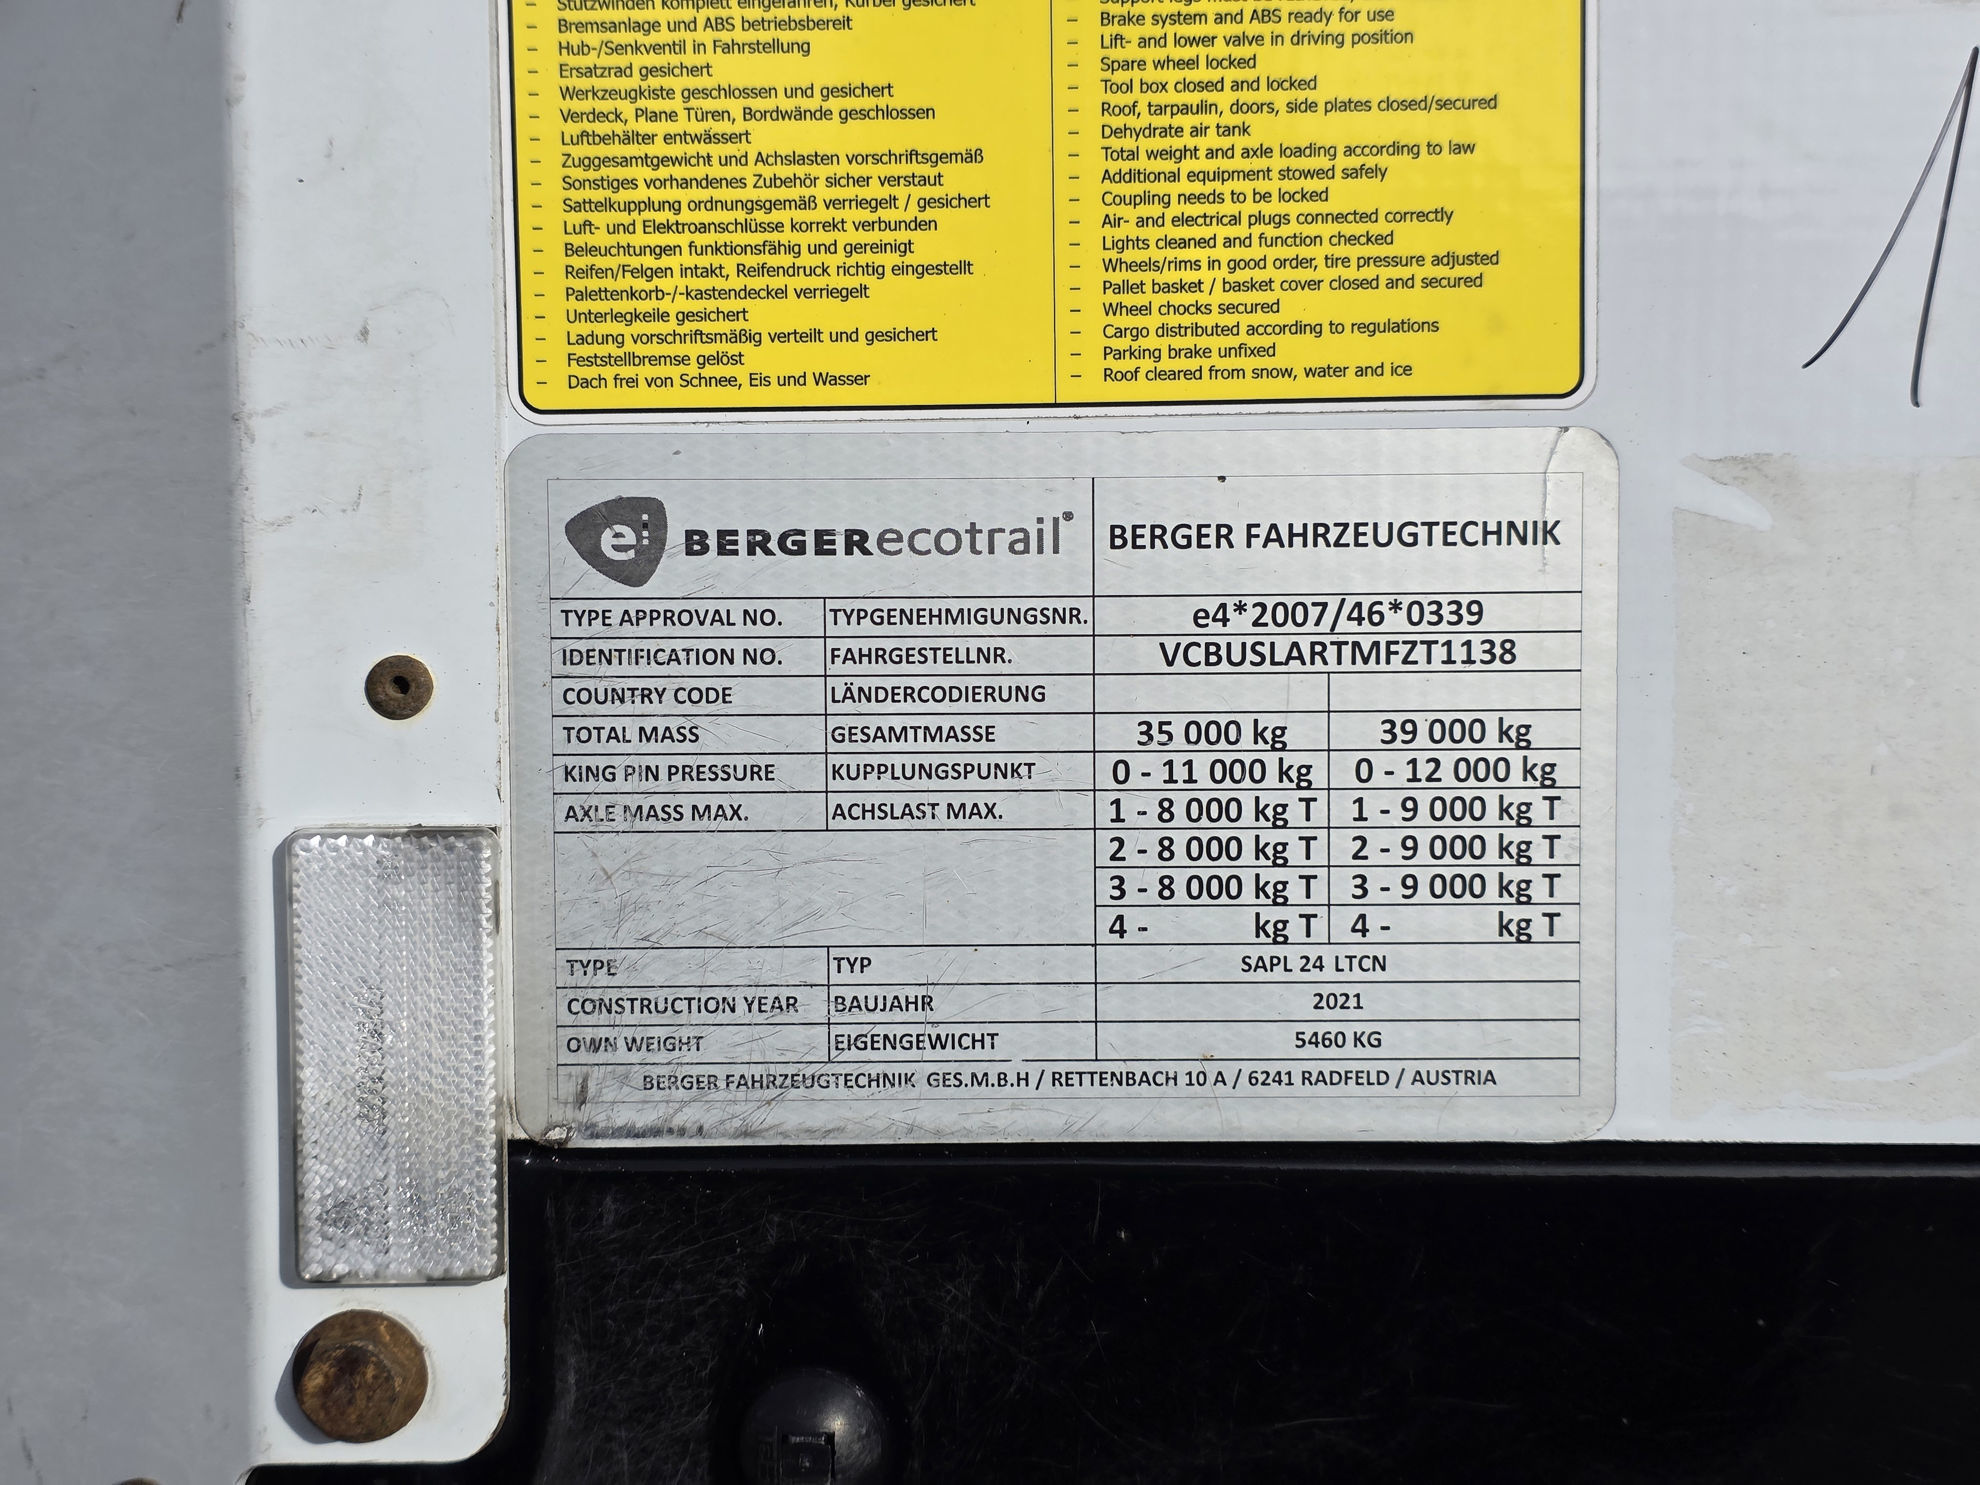 Stützwinden komplett eingefahren, Kurbel gesichert
– Bremsanlage und ABS betriebsbereit
– Hub-/Senkventil in Fahrstellung
– Ersatzrad gesichert
– Werkzeugkiste geschlossen und gesichert
– Verdeck, Plane Türen, Bordwände geschlossen
– Luftbehälter entwässert
– Zuggesamtgewicht und Achslasten vorschriftsgemäß
– Sonstiges vorhandenes Zubehör sicher verstaut
– Sattelkupplung ordnungsgemäß verriegelt / gesichert
– Luft- und Elektroanschlüsse korrekt verbunden
– Beleuchtungen funktionsfähig und gereinigt
– Reifen/Felgen intakt, Reifendruck richtig eingestellt
– Palettenkorb-/-kastendeckel verriegelt
– Unterlegkeile gesichert
– Ladung vorschriftsmäßig verteilt und gesichert
– Feststellbremse gelöst
– Dach frei von Schnee, Eis und Wasser
Support legs must be
– Brake system and ABS ready for use
– Lift- and lower valve in driving position
– Spare wheel locked
– Tool box closed and locked
– Roof, tarpaulin, doors, side plates closed/secured
– Dehydrate air tank
– Total weight and axle loading according to law
– Additional equipment stowed safely
– Coupling needs to be locked
– Air- and electrical plugs connected correctly
– Lights cleaned and function checked
– Wheels/rims in good order, tire pressure adjusted
– Pallet basket / basket cover closed and secured
– Wheel chocks secured
– Cargo distributed according to regulations
– Parking brake unfixed
– Roof cleared from snow, water and ice
e BERGERecotrail® BERGER FAHRZEUGTECHNIK
TYPE APPROVAL NO. TYPGENEHMIGUNGSNR. e4*2007/46*0339
IDENTIFICATION NO. FAHRGESTELLNR. VCBUSLARTMFZT1138
COUNTRY CODE LÄNDERCODIERUNG
TOTAL MASS GESAMTMASSE 35 000 kg 39 000 kg
KING PIN PRESSURE KUPPLUNGSPUNKT 0 - 11 000 kg 0 - 12 000 kg
AXLE MASS MAX. ACHSLAST MAX. 1 - 8 000 kg T 1 - 9 000 kg T
2 - 8 000 kg T 2 - 9 000 kg T
3 - 8 000 kg T 3 - 9 000 kg T
4 - kg T 4 - kg T
TYPE TYP SAPL 24 LTCN
CONSTRUCTION YEAR BAUJAHR 2021
OWN WEIGHT EIGENGEWICHT 5460 KG
BERGER FAHRZEUGTECHNIK GES.M.B.H / RETTENBACH 10 A / 6241 RADFELD / AUSTRIA
1